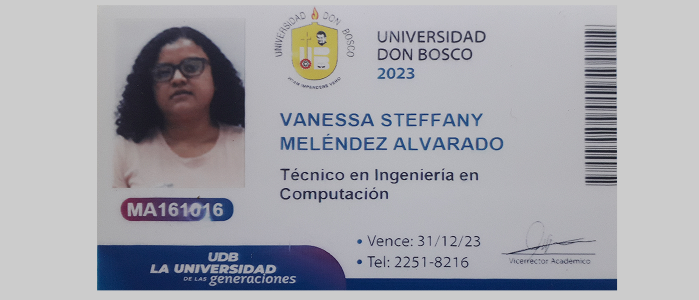 UNIVERSIDAD DON BOSCO
UNIVERSIDAD
DON BOSCO
2023
VANESSA STEFFANY
MELÉNDEZ ALVARADO
Técnico en Ingeniería en
Computación
MA161016
• Vence: 31/12/23
• Tel: 2251-8216
Vicerrector Académico
UDB
LA UNIVERSIDAD
DE LAS generaciones